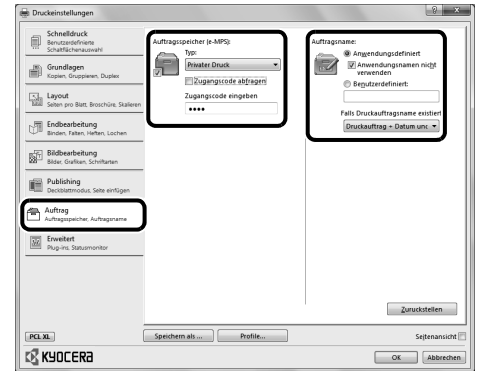 Druckeinstellungen
Schnelldruck
Benutzerdefinierte
Schaltflächenauswahl
Grundlagen
Kopien, Gruppieren, Duplex
Layout
Seiten pro Blatt, Broschüre, Skalieren
Endbearbeitung
Binden, Falten, Heften, Lochen
Bildbearbeitung
Bilder, Grafiken, Schriftarten
Publishing
Deckblattmodus, Seite einfügen
Auftrag
Auftragsspeicher, Auftragsname
Erweitert
Plug-ins, Statusmonitor
Auftragsspeicher (e-MPS):
Typ:
Privater Druck
Zugangscode abfragen
Zugangscode eingeben
Auftragsname:
Anwendungsdefiniert
Anwendungsnamen nicht
verwenden
Benutzerdefiniert:
Falls Druckauftragsname existiert
Druckauftrag + Datum und
Zuruckstellen
PCL XL
Speichern als ...
Profile...
Seitenansicht
KYOCERA
OK
Abbrechen